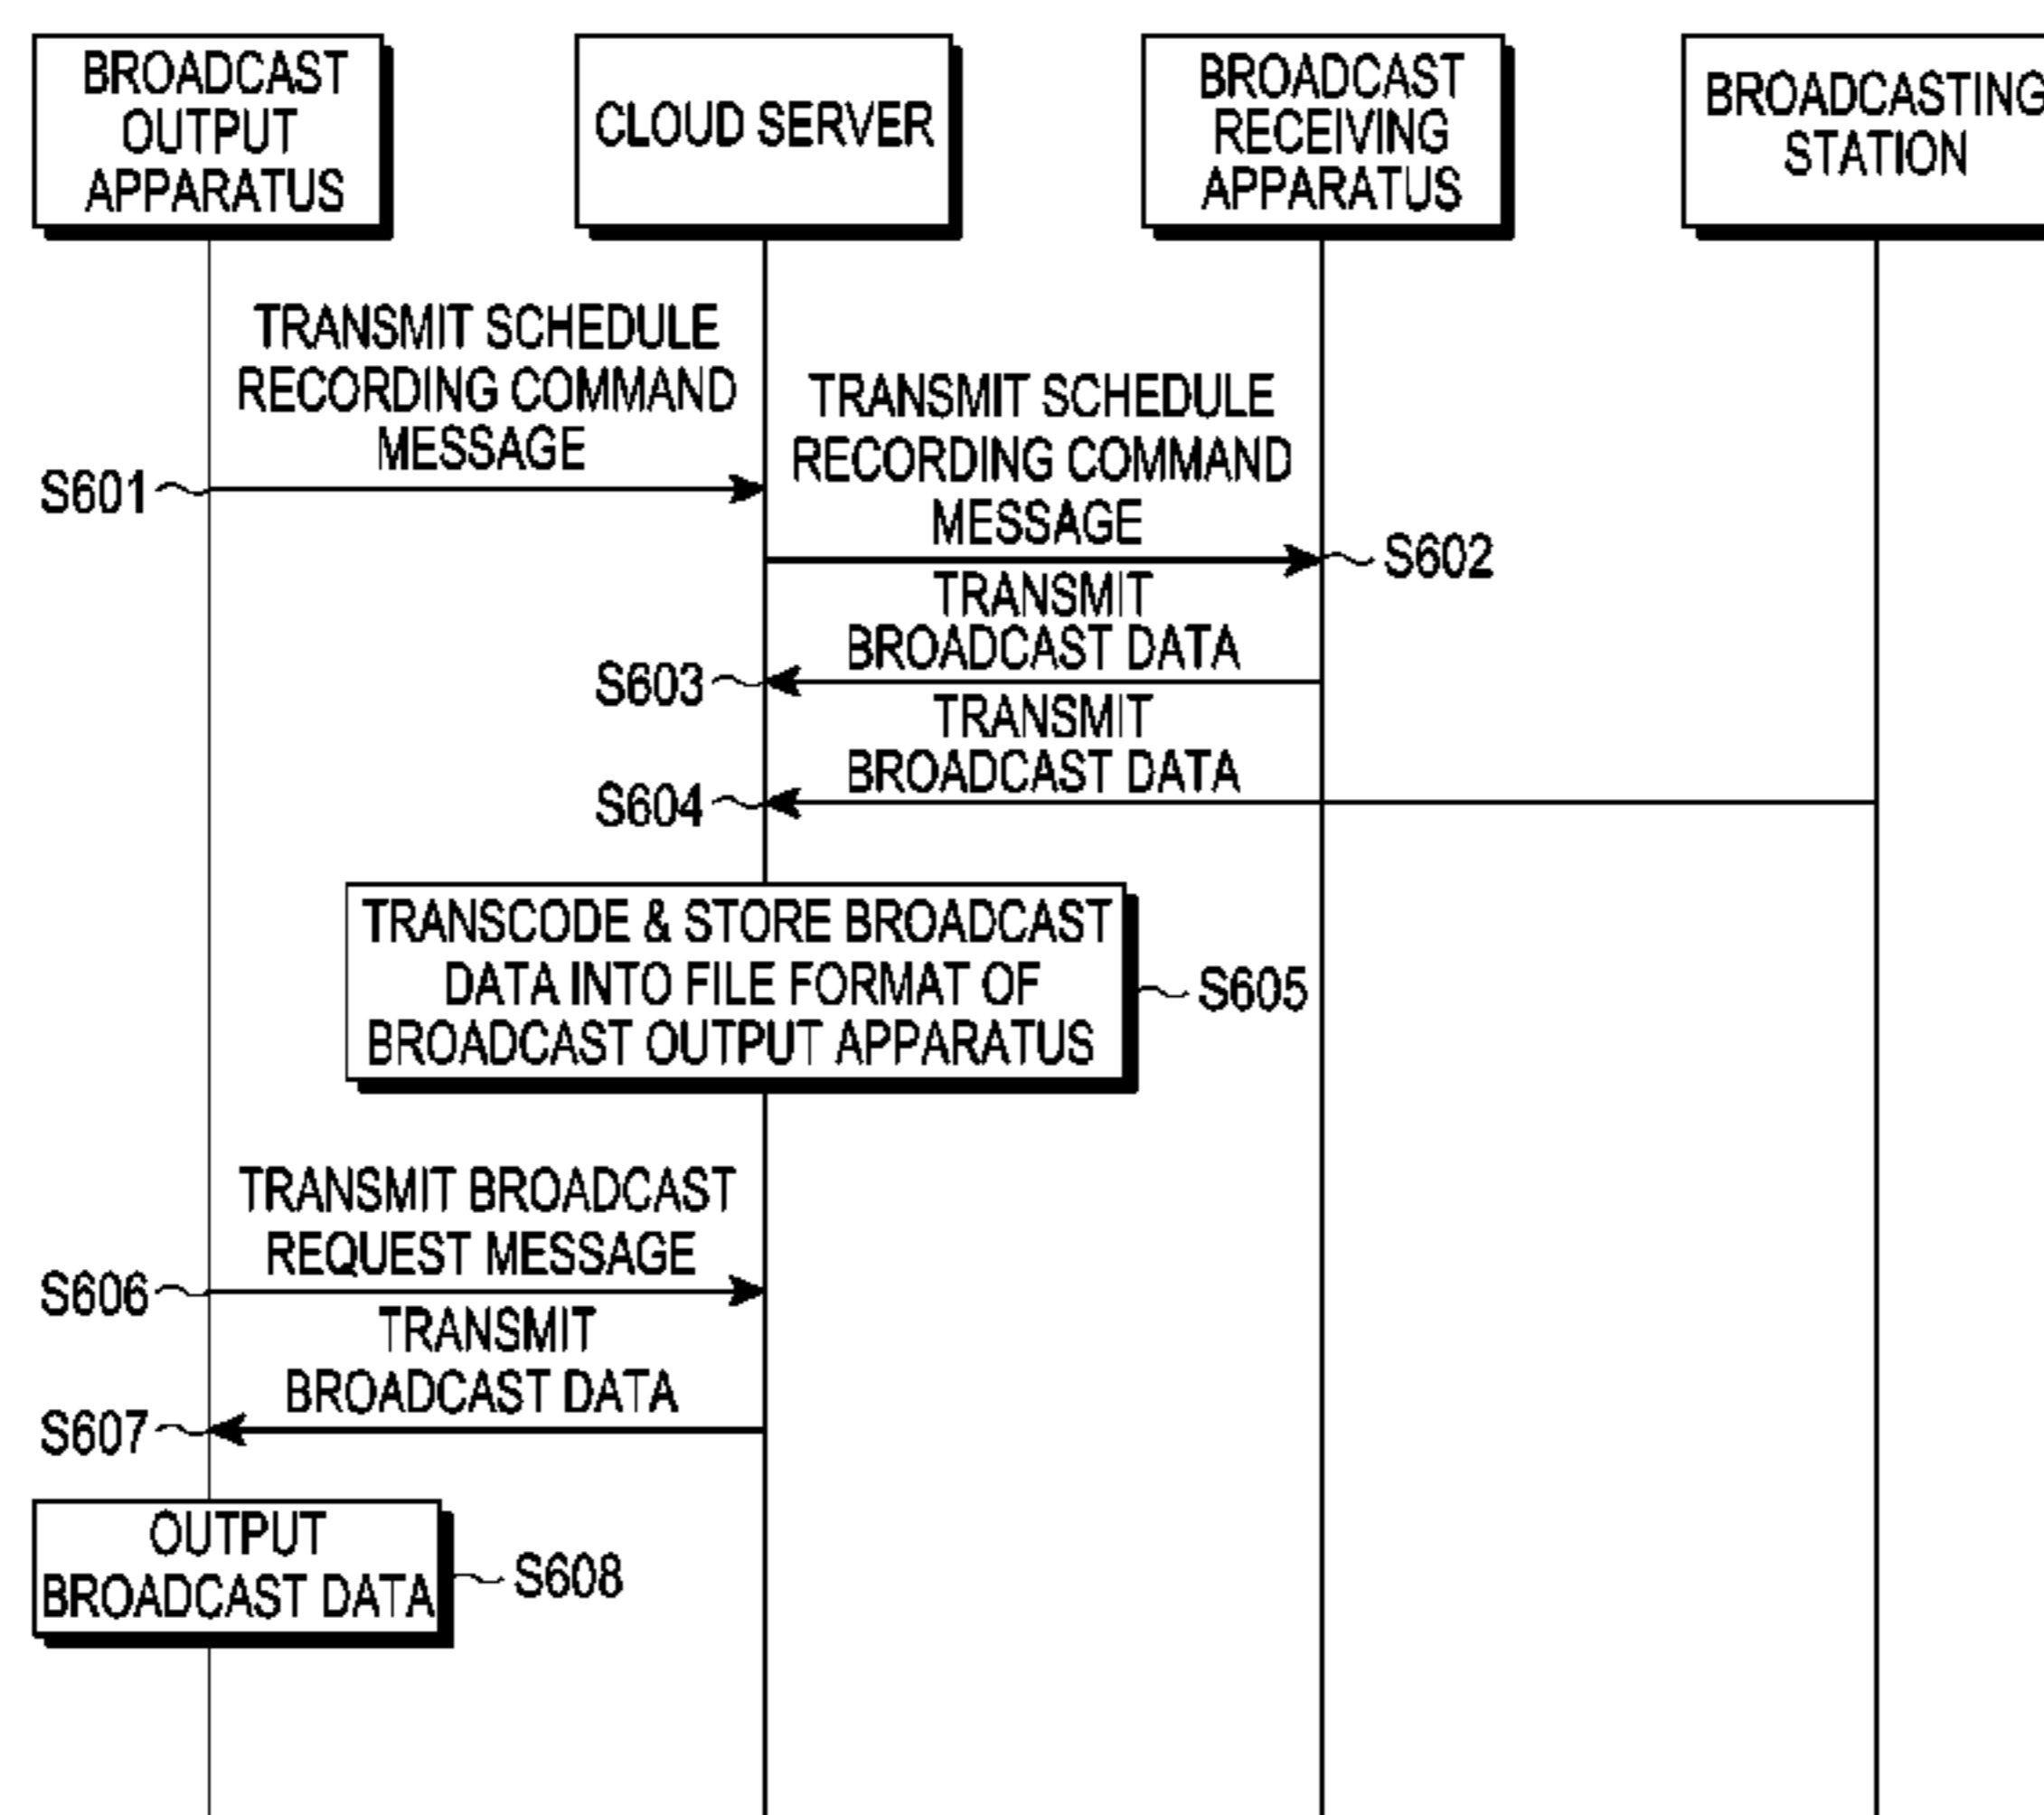 BROADCAST
OUTPUT
APPARATUS
CLOUD SERVER
BROADCAST
RECEIVING
APPARATUS
BROADCASTING
STATION
TRANSMIT SCHEDULE
RECORDING COMMAND
MESSAGE
S601
TRANSMIT SCHEDULE
RECORDING COMMAND
MESSAGE
S602
TRANSMIT
BROADCAST DATA
S603
TRANSMIT
BROADCAST DATA
S604
TRANSCODE & STORE BROADCAST
DATA INTO FILE FORMAT OF
BROADCAST OUTPUT APPARATUS
S605
TRANSMIT BROADCAST
REQUEST MESSAGE
S606
TRANSMIT
BROADCAST DATA
S607
OUTPUT
BROADCAST DATA
S608